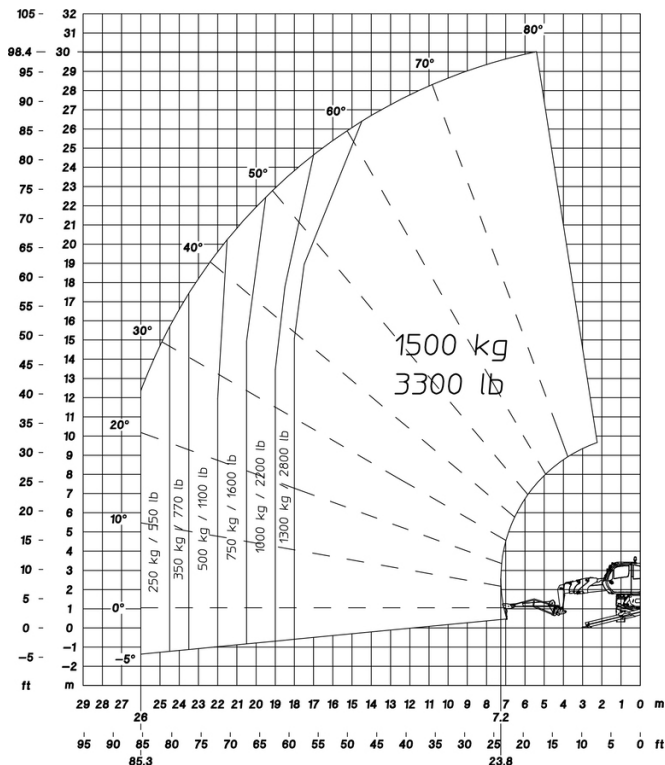 105 – 32
31
98.4 – 30
95 – 29
28
90 – 27
85 – 26
25
80 – 24
75 – 23
22
70 – 21
65 – 20
19
60 – 18
17
55 – 16
50 – 15
14
45 – 13
40 – 12
11
35 – 10
30 – 9
8
25 – 7
20 – 6
5
15 – 4
10 – 3
2
5 – 1
0 – 0
–1
–5 – –2
ft m
80°
70°
60°
50°
40°
30°
20°
10°
0°
–5°
1500 kg
3300 lb
250 kg / 550 lb
350 kg / 770 lb
500 kg / 1100 lb
750 kg / 1600 lb
1000 kg / 2200 lb
1300 kg / 2800 lb
29 28 27 25 24 23 22 21 20 19 18 17 16 15 14 13 12 11 10 9 8 7 6 5 4 3 2 1 0 m
26 7.2
95 90 85 80 75 70 65 60 55 50 45 40 35 30 25 20 15 10 5 0 ft
85.3 23.8